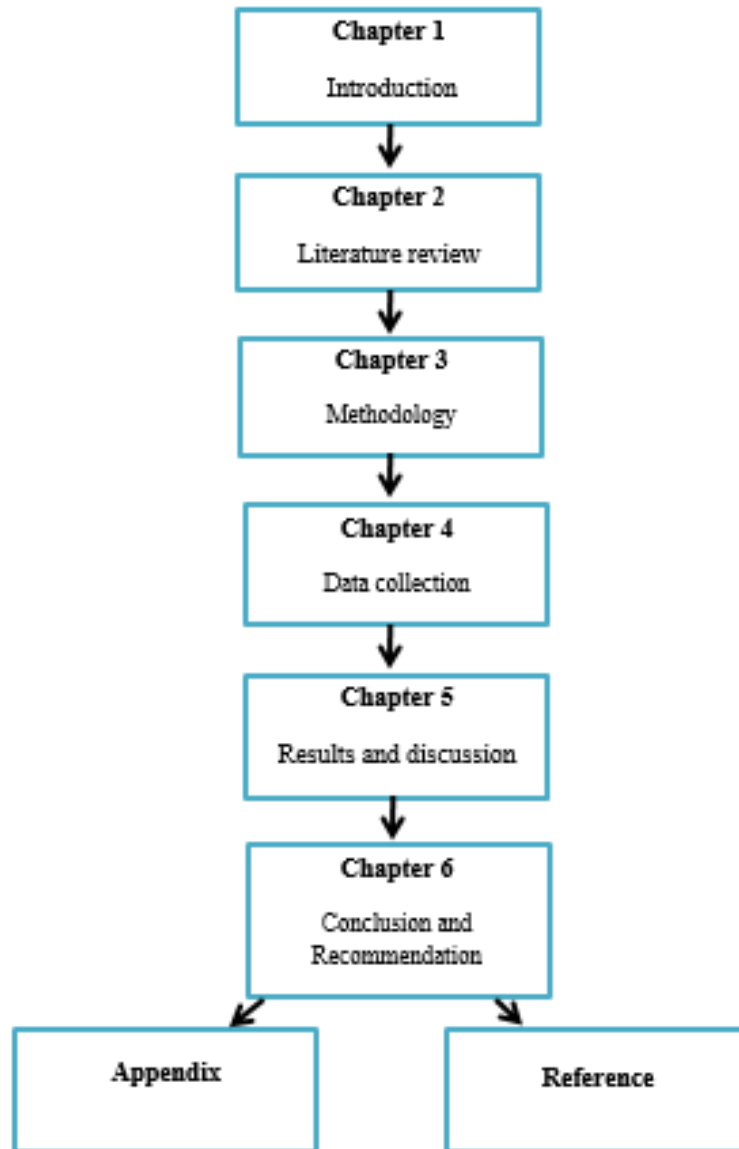 Chapter 1
Introduction
Chapter 2
Literature review
Chapter 3
Methodology
Chapter 4
Data collection
Chapter 5
Results and discussion
Chapter 6
Conclusion and
Recommendation
Appendix
Reference